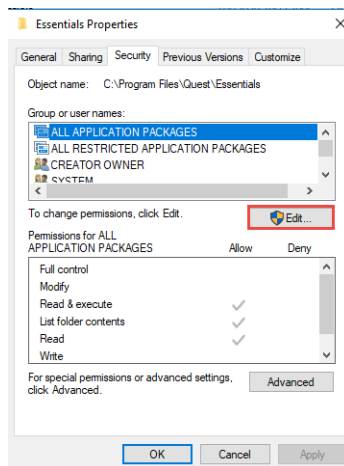 Essentials Properties
General Sharing Security Previous Versions Customize
Object name: C:\Program Files\Quest\Essentials
Group or user names:
ALL APPLICATION PACKAGES
ALL RESTRICTED APPLICATION PACKAGES
CREATOR OWNER
SYSTEM
To change permissions, click Edit.
Edit...
Permissions for ALL
APPLICATION PACKAGES Allow Deny
Full control
Modify
Read & execute
List folder contents
Read
Write
For special permissions or advanced settings,
click Advanced.
Advanced
OK Cancel Apply